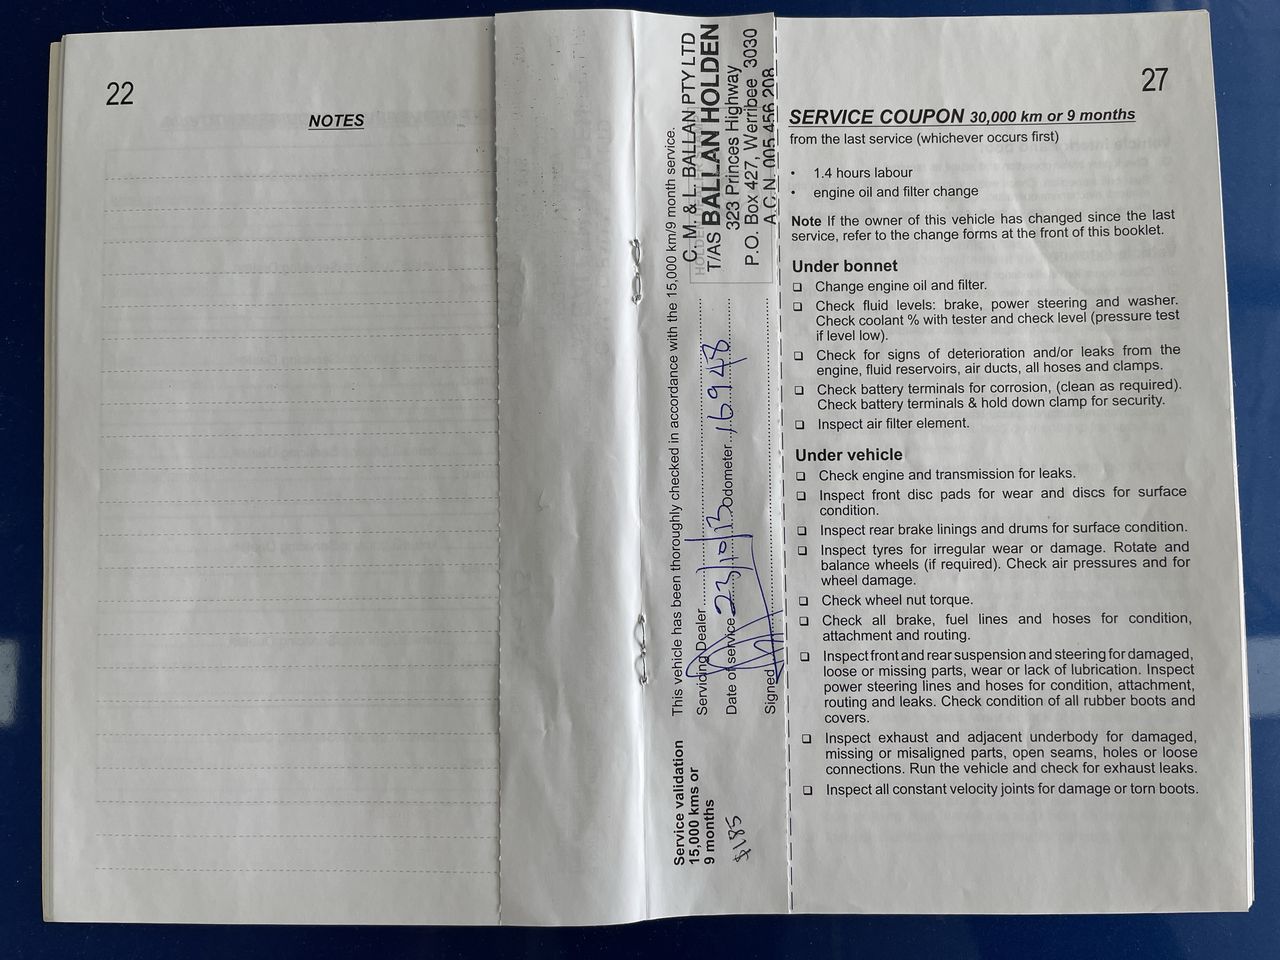 22
NOTES
This vehicle has been thoroughly checked in accordance with the 15,000 km/9 month service.
C. M. & L. BALLAN PTY LTD
T/AS BALLAN HOLDEN
323 Princes Highway
P.O. Box 427, Werribee 3030
A.C.N. 005 456 208
Servicing Dealer
Date of service 23/10/13 odometer 16948
Signed
Service validation
15,000 kms or
9 months
$185
27
SERVICE COUPON 30,000 km or 9 months
from the last service (whichever occurs first)
• 1.4 hours labour
• engine oil and filter change
Note If the owner of this vehicle has changed since the last
service, refer to the change forms at the front of this booklet.
Under bonnet
❑ Change engine oil and filter.
❑ Check fluid levels: brake, power steering and washer.
Check coolant % with tester and check level (pressure test
if level low).
❑ Check for signs of deterioration and/or leaks from the
engine, fluid reservoirs, air ducts, all hoses and clamps.
❑ Check battery terminals for corrosion, (clean as required).
Check battery terminals & hold down clamp for security.
❑ Inspect air filter element.
Under vehicle
❑ Check engine and transmission for leaks.
❑ Inspect front disc pads for wear and discs for surface
condition.
❑ Inspect rear brake linings and drums for surface condition.
❑ Inspect tyres for irregular wear or damage. Rotate and
balance wheels (if required). Check air pressures and for
wheel damage.
❑ Check wheel nut torque.
❑ Check all brake, fuel lines and hoses for condition,
attachment and routing.
❑ Inspect front and rear suspension and steering for damaged,
loose or missing parts, wear or lack of lubrication. Inspect
power steering lines and hoses for condition, attachment,
routing and leaks. Check condition of all rubber boots and
covers.
❑ Inspect exhaust and adjacent underbody for damaged,
missing or misaligned parts, open seams, holes or loose
connections. Run the vehicle and check for exhaust leaks.
❑ Inspect all constant velocity joints for damage or torn boots.